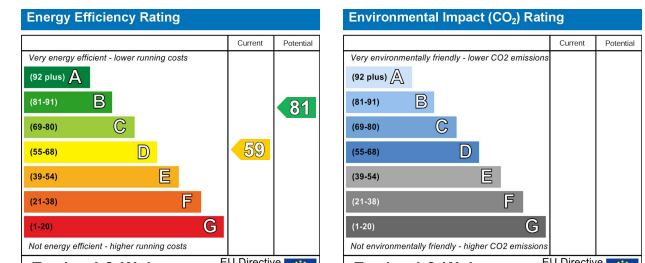 Energy Efficiency Rating
Current Potential
Very energy efficient - lower running costs
(92 plus) A
(81-91) B
81
(69-80) C
(55-68) D
59
(39-54) E
(21-38) F
(1-20) G
Not energy efficient - higher running costs
EU Directive
Environmental Impact (CO₂) Rating
Current Potential
Very environmentally friendly - lower CO2 emissions
(92 plus) A
(81-91) B
(69-80) C
(55-68) D
(39-54) E
(21-38) F
(1-20) G
Not environmentally friendly - higher CO2 emissions
EU Directive